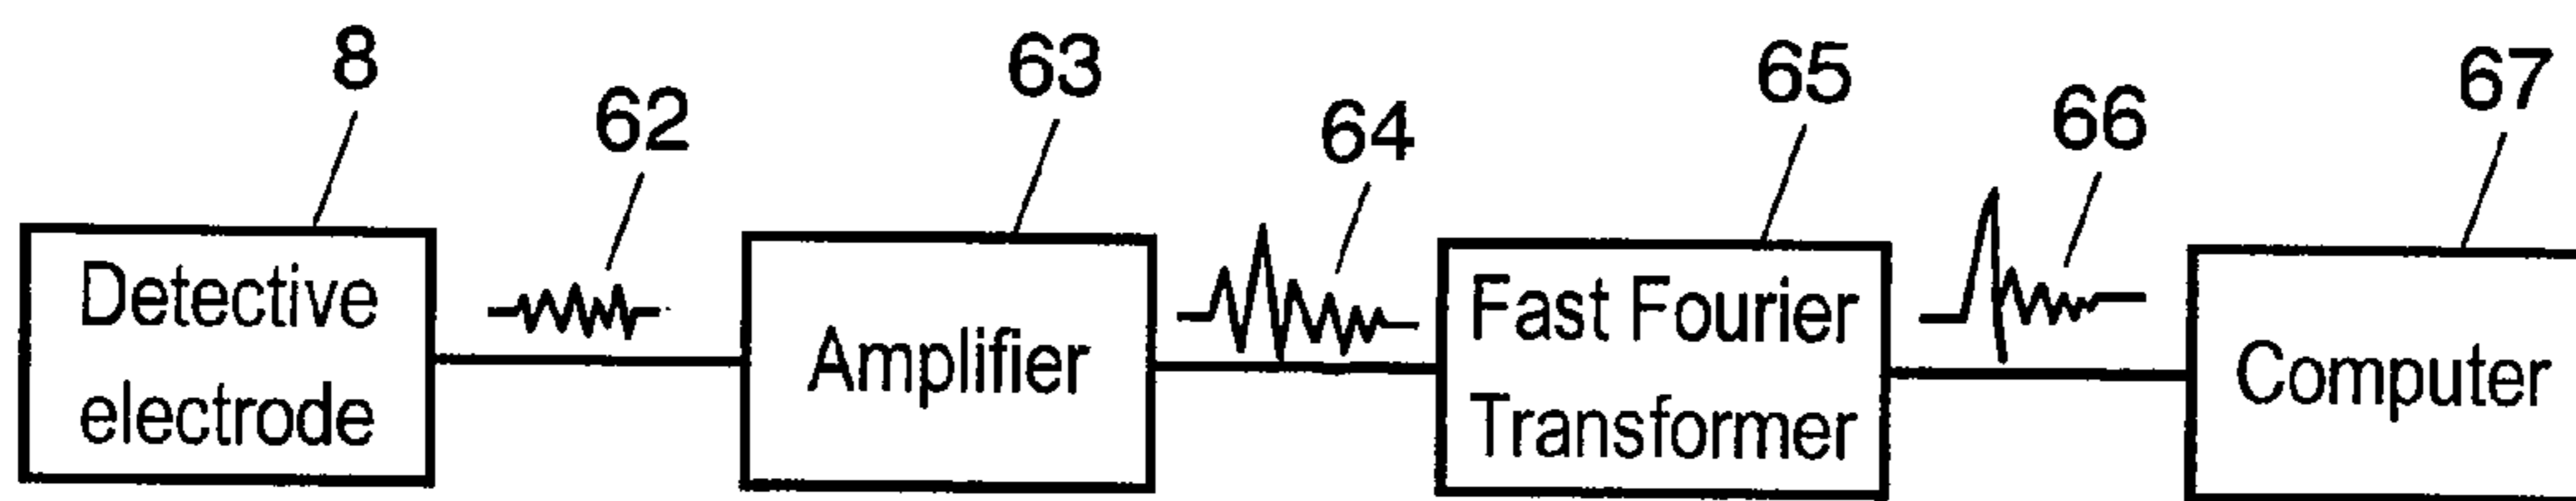 8
62
63
64
65
66
67
Detective
electrode
Amplifier
Fast Fourier
Transformer
Computer